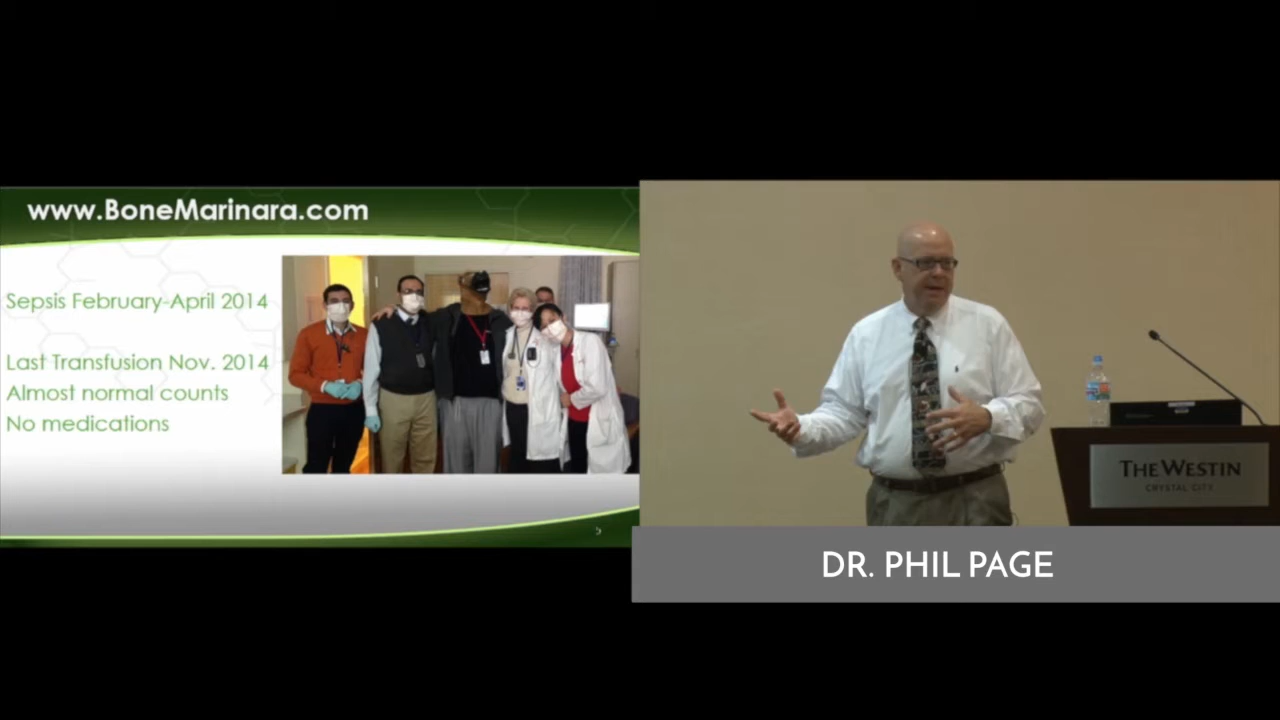 www.BoneMarinara.com
Sepsis February-April 2014
Last Transfusion Nov. 2014
Almost normal counts
No medications
THE WESTIN
CRYSTAL CITY
DR. PHIL PAGE